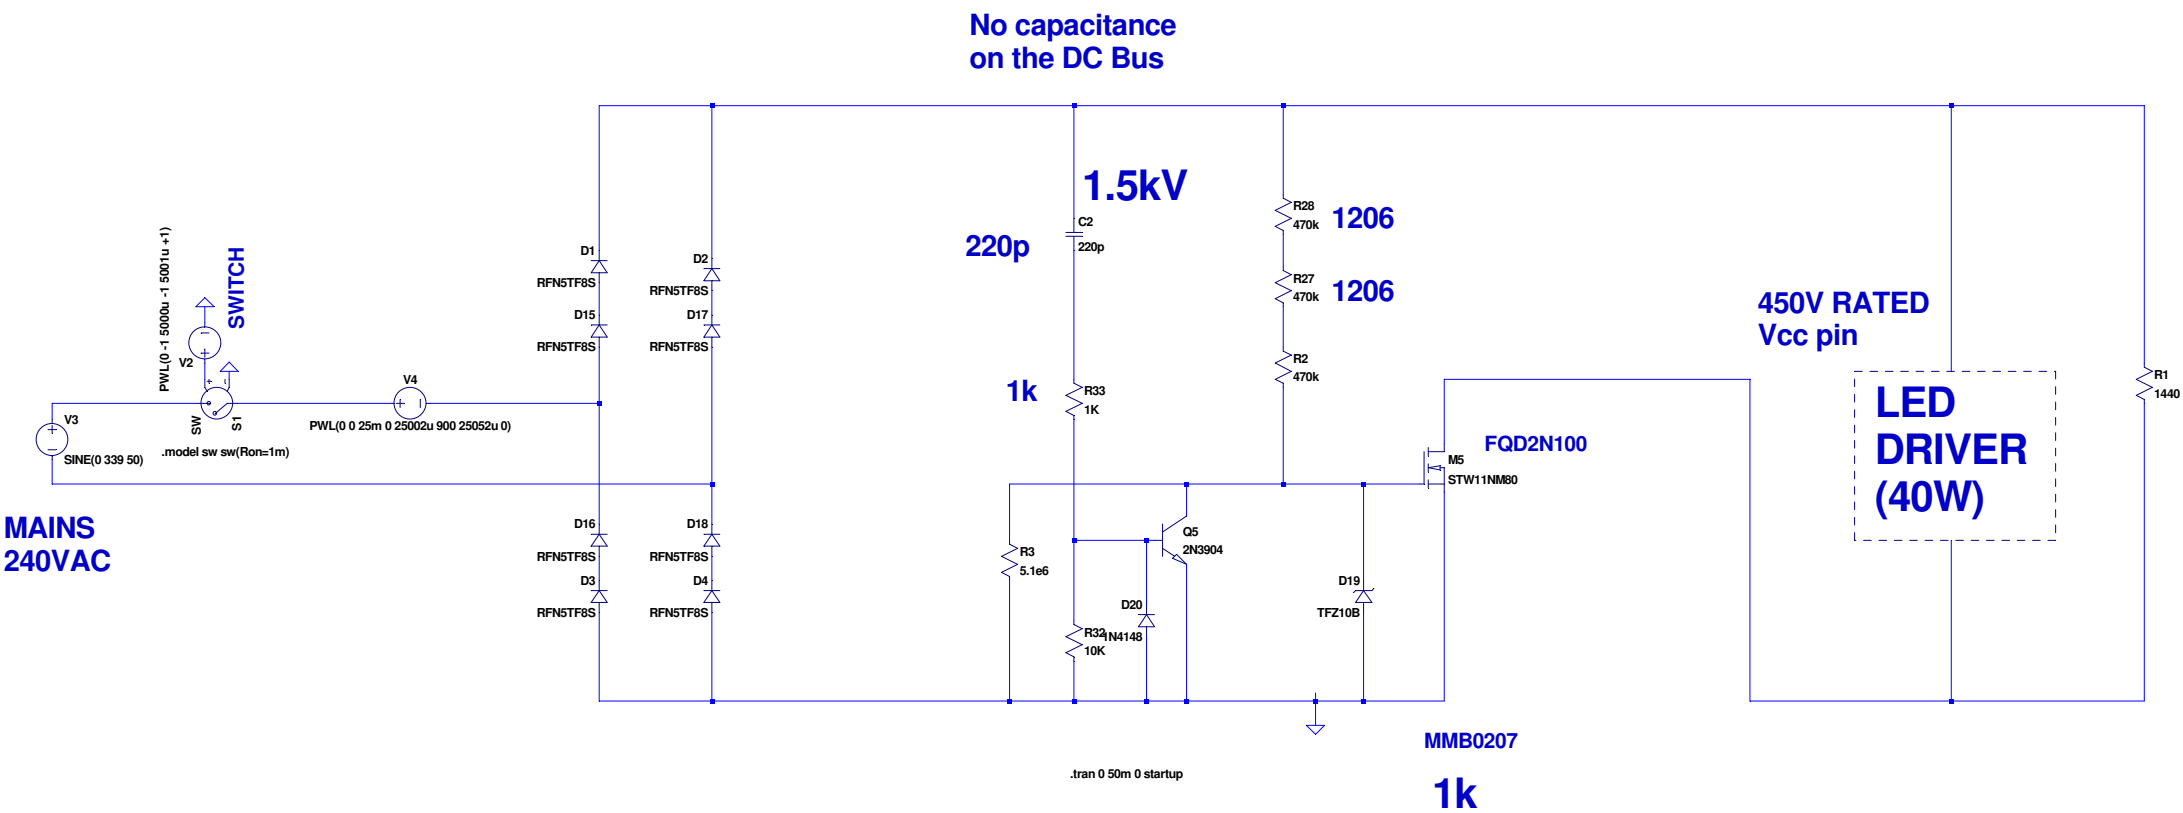 No capacitance
on the DC Bus
1.5kV
C2
220p
220p
R28
470k
1206
R27
470k
1206
R2
470k
PWL(0 -1 5000u -1 5001u +1)
SWITCH
V2
D1
RFN5TF8S
D2
RFN5TF8S
D15
RFN5TF8S
D17
RFN5TF8S
450V RATED
Vcc pin
V3
SINE(0 339 50)
SW
S1
.model sw sw(Ron=1m)
V4
PWL(0 0 25m 0 25002u 900 25052u 0)
1k
R33
1K
LED
DRIVER
(40W)
R1
1440
FQD2N100
M5
STW11NM80
MAINS
240VAC
D16
RFN5TF8S
D18
RFN5TF8S
D3
RFN5TF8S
D4
RFN5TF8S
R3
5.1e6
Q5
2N3904
D20
1N4148
R32
10K
D19
TFZ10B
MMB0207
1k
.tran 0 50m 0 startup